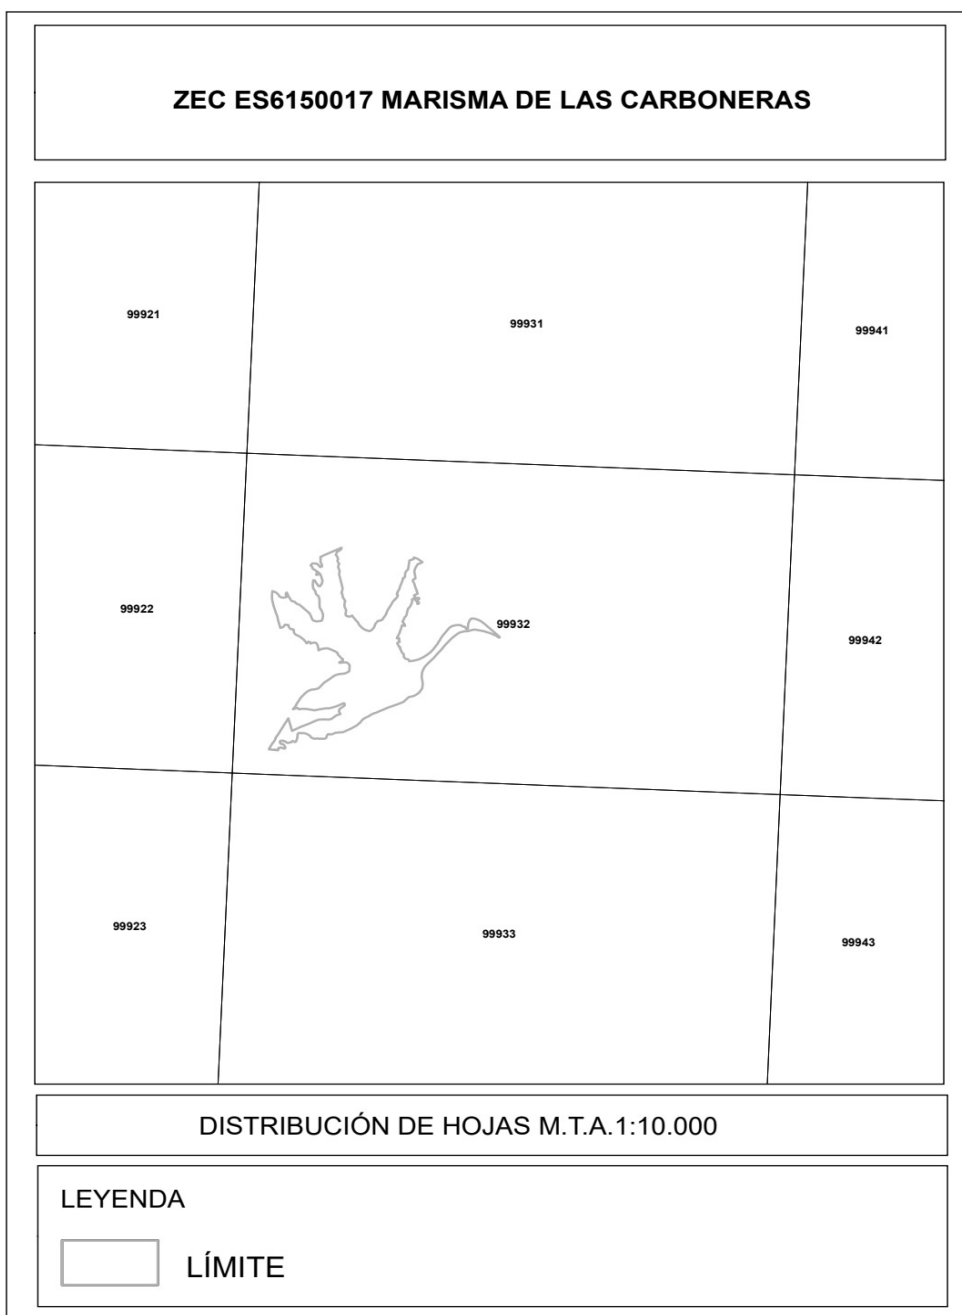 ZEC ES6150017 MARISMA DE LAS CARBONERAS
99921
99931
99941
99922
99932
99942
99923
99933
99943
DISTRIBUCIÓN DE HOJAS M.T.A.1:10.000
LEYENDA
LÍMITE